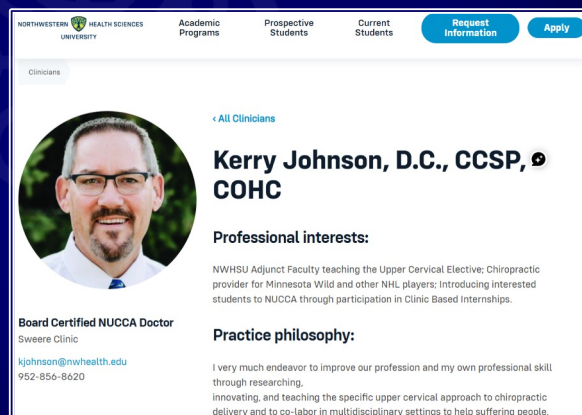 NORTHWESTERN HEALTH SCIENCES
UNIVERSITY
Academic
Programs
Prospective
Students
Current
Students
Request
Information
Apply
Clinicians
‹ All Clinicians
Kerry Johnson, D.C., CCSP,
COHC
Professional interests:
NWHSU Adjunct Faculty teaching the Upper Cervical Elective; Chiropractic
provider for Minnesota Wild and other NHL players; Introducing interested
students to NUCCA through participation in Clinic Based Internships.
Board Certified NUCCA Doctor
Sweere Clinic
kjohnson@nwhealth.edu
952-856-8620
Practice philosophy:
I very much endeavor to improve our profession and my own professional skill
through researching,
innovating, and teaching the specific upper cervical approach to chiropractic
delivery and to co-labor in multidisciplinary settings to help suffering people.